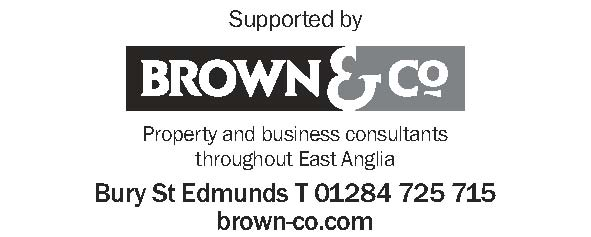 Supported by
BROWN & Co
Property and business consultants
throughout East Anglia
Bury St Edmunds T 01284 725 715
brown-co.com